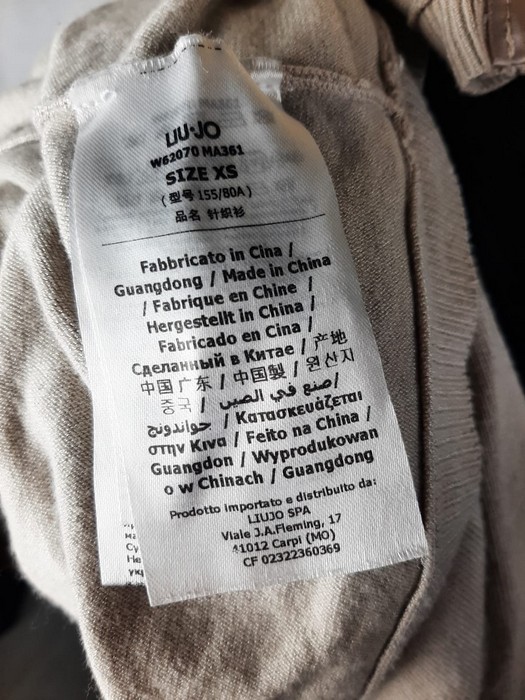 LIU·JO
W62070 MA361
SIZE XS
(型号 155/80A)
品名 针织衫
Fabbricato in Cina /
Guangdong / Made in China
/ Fabrique en Chine /
Hergestellt in China /
Fabricado en Cina /
Сделанный в Китае / 产地
中国广东 / 中国製 / 원산지
중국 / صنع في الصين /
جواندونج / Κατασκευάζεται
στην Κινα / Feito na China /
Guangdon / Wyprodukowan
o w Chinach / Guangdong
Prodotto importato e distribuito da:
LIUJO SPA
Viale J.A.Fleming, 17
41012 Carpi (MO)
CF 02322360369